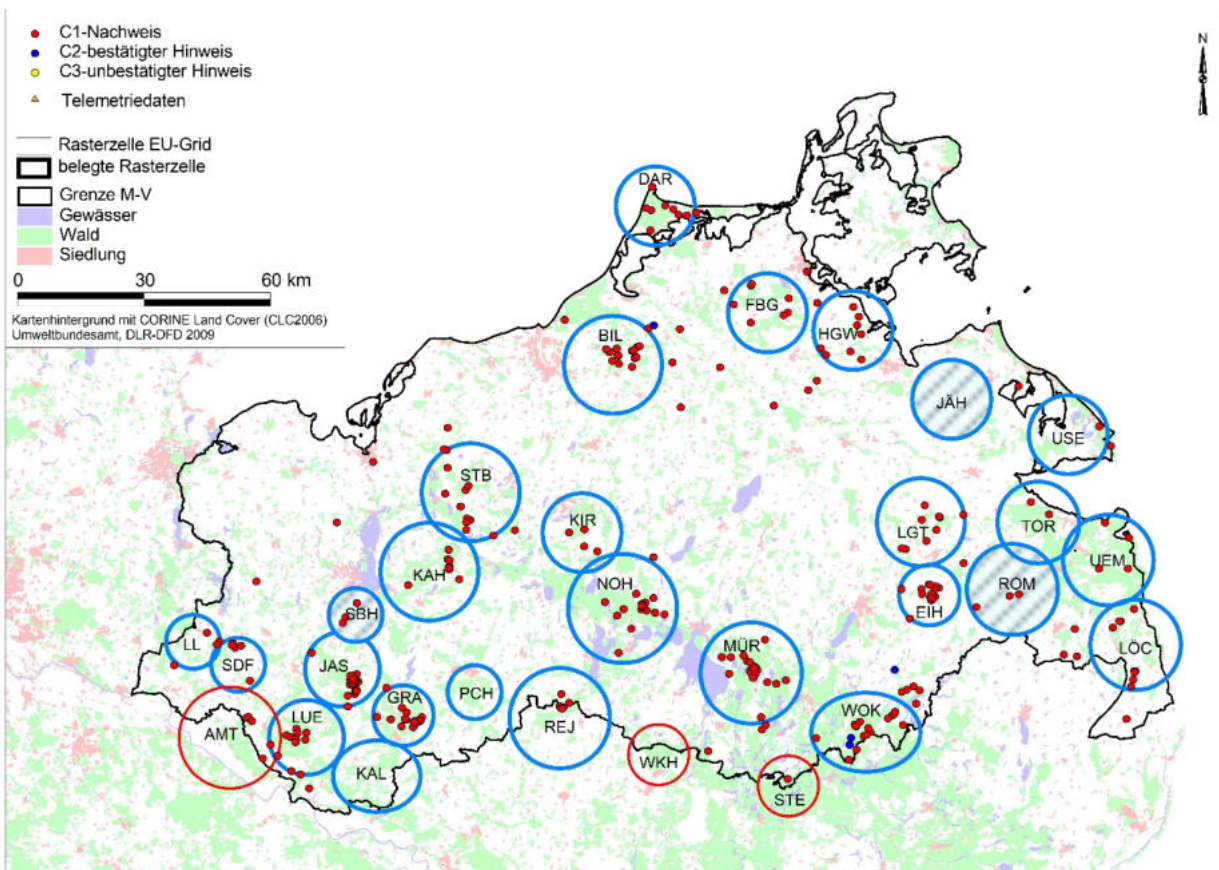 C1-Nachweis
C2-bestätigter Hinweis
C3-unbestätigter Hinweis
Telemetriedaten
Rasterzelle EU-Grid
belegte Rasterzelle
Grenze M-V
Gewässer
Wald
Siedlung
0 30 60 km
Kartenhintergrund mit CORINE Land Cover (CLC2006)
Umweltbundesamt, DLR-DFD 2009
N
DAR
FBG
HGW
BIL
JÄH
USE
STB
KIR
LGT
TOR
KAH
NOH
EIH
ROM
UEM
SBH
LL
SDF
JAS
MÜR
LÖC
GRA
PCH
AMT
LUE
REJ
WOK
KAL
WKH
STE